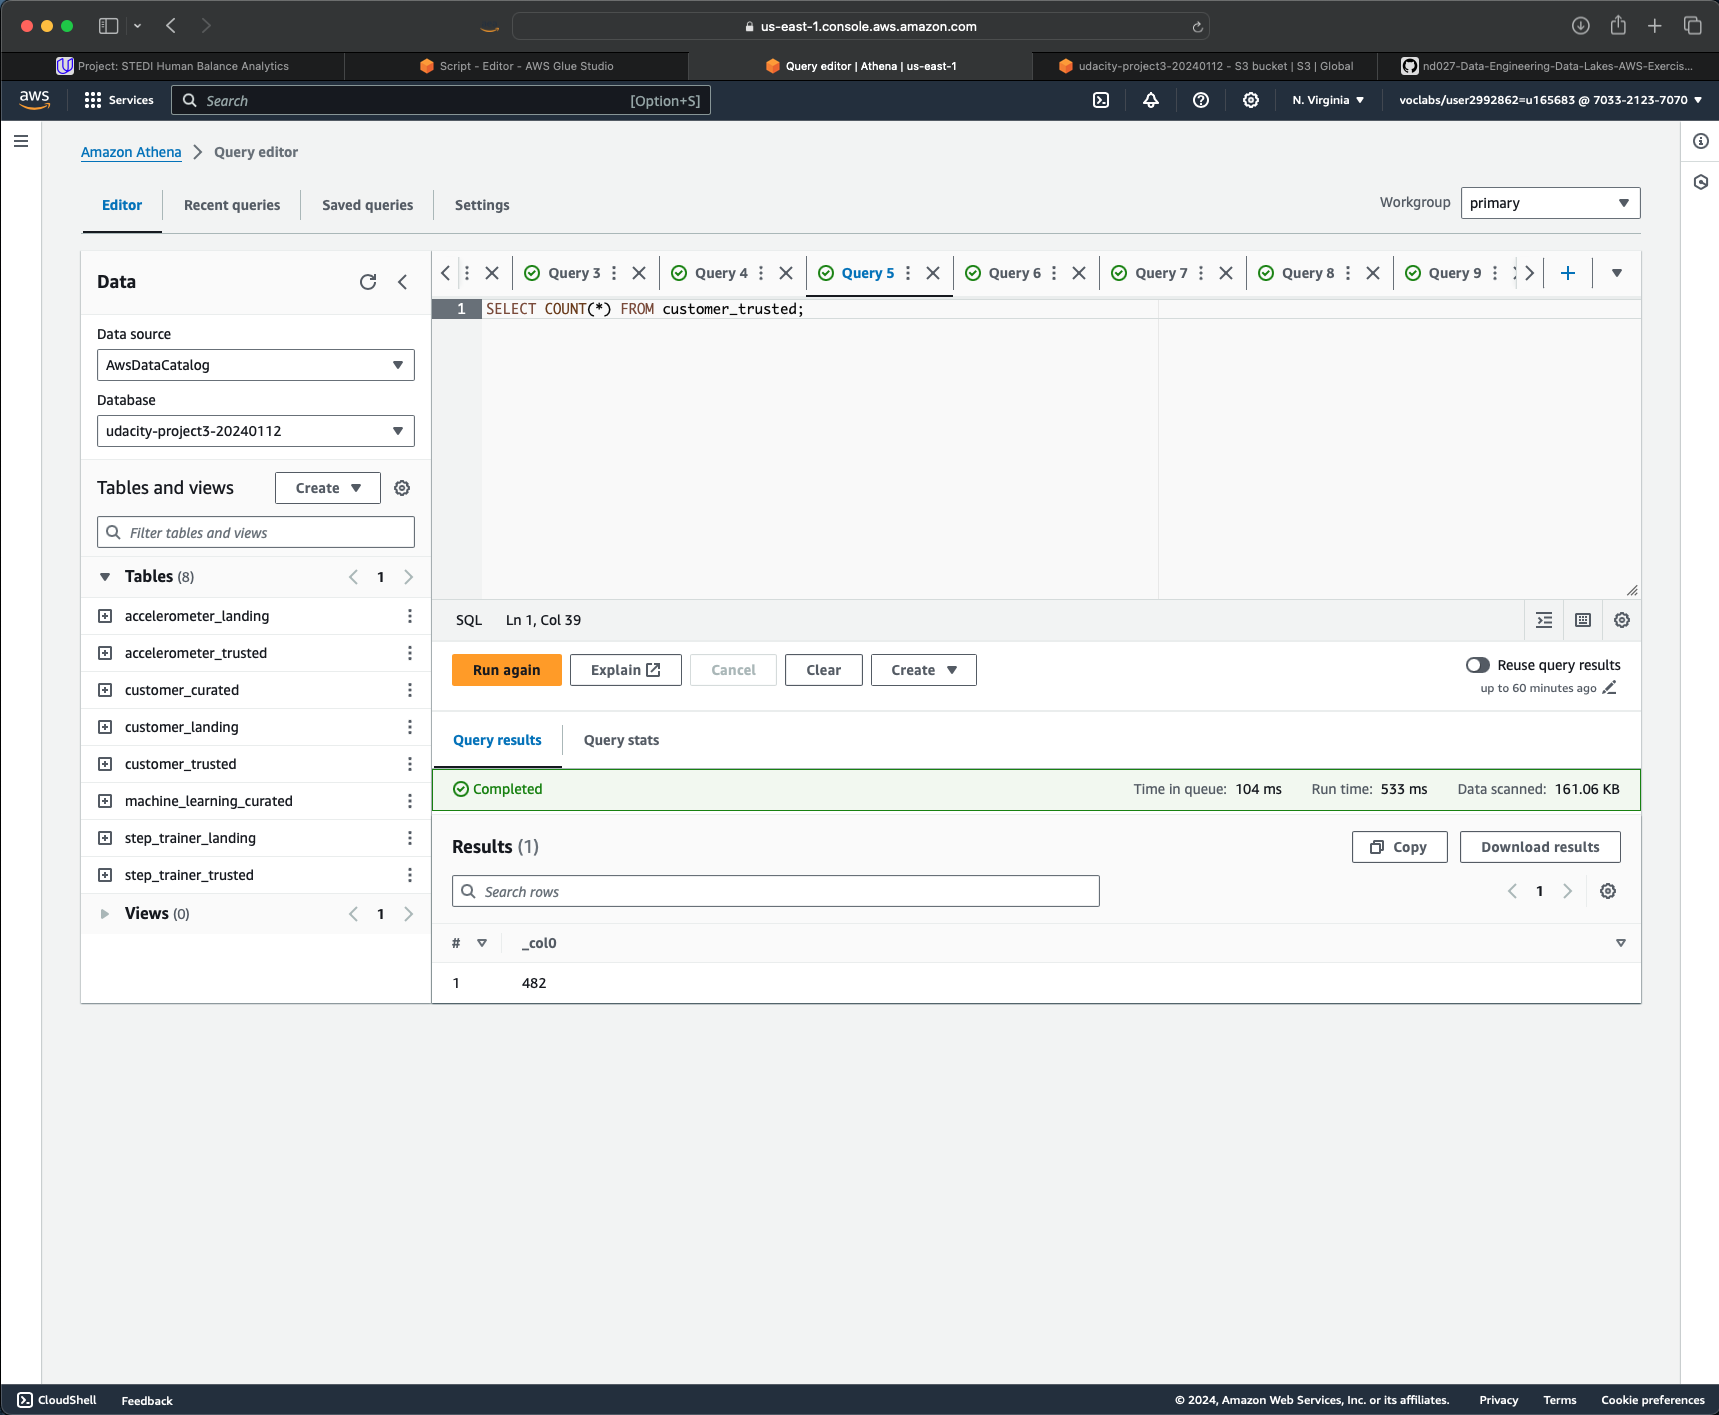 us-east-1.console.aws.amazon.com
Project: STEDI Human Balance Analytics
Script - Editor - AWS Glue Studio
Query editor | Athena | us-east-1
udacity-project3-20240112 - S3 bucket | S3 | Global
nd027-Data-Engineering-Data-Lakes-AWS-Exercis...
aws
Services
Search
[Option+S]
N. Virginia
voclabs/user2992862=u165683 @ 7033-2123-7070
Amazon Athena
Query editor
Editor
Recent queries
Saved queries
Settings
Workgroup
primary
Data
Data source
AwsDataCatalog
Database
udacity-project3-20240112
Tables and views
Create
Filter tables and views
Tables (8)
1
accelerometer_landing
accelerometer_trusted
customer_curated
customer_landing
customer_trusted
machine_learning_curated
step_trainer_landing
step_trainer_trusted
Views (0)
1
Query 3
Query 4
Query 5
Query 6
Query 7
Query 8
Query 9
1
SELECT COUNT(*) FROM customer_trusted;
SQL
Ln 1, Col 39
Run again
Explain
Cancel
Clear
Create
Reuse query results
up to 60 minutes ago
Query results
Query stats
Completed
Time in queue: 104 ms
Run time: 533 ms
Data scanned: 161.06 KB
Results (1)
Copy
Download results
Search rows
1
#
_col0
1
482
CloudShell
Feedback
© 2024, Amazon Web Services, Inc. or its affiliates.
Privacy
Terms
Cookie preferences